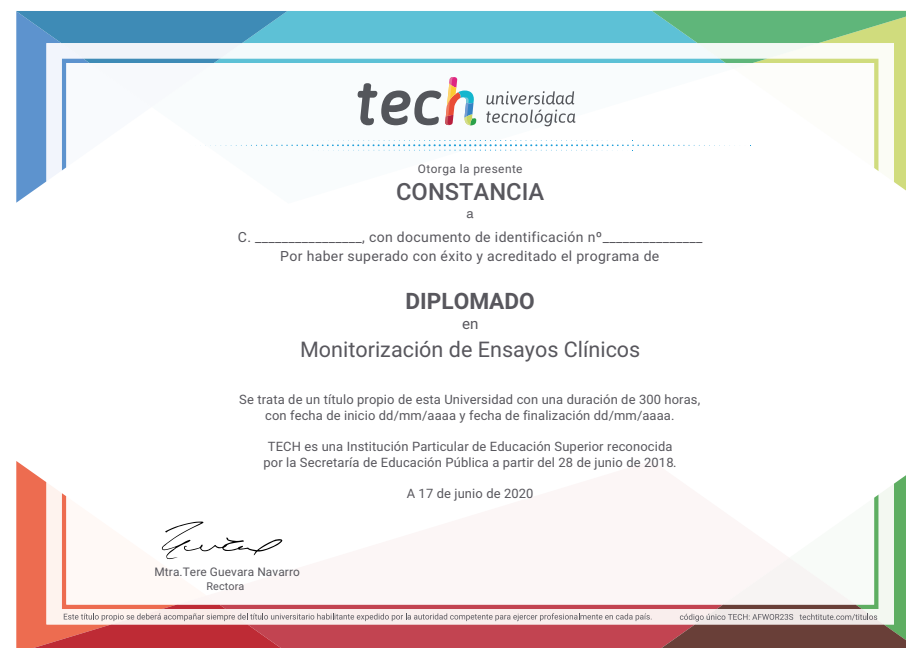 tech universidad
tecnológica
Otorga la presente
CONSTANCIA
a
C. ________________, con documento de identificación nº_______________
Por haber superado con éxito y acreditado el programa de
DIPLOMADO
en
Monitorización de Ensayos Clínicos
Se trata de un título propio de esta Universidad con una duración de 300 horas,
con fecha de inicio dd/mm/aaaa y fecha de finalización dd/mm/aaaa.
TECH es una Institución Particular de Educación Superior reconocida
por la Secretaría de Educación Pública a partir del 28 de junio de 2018.
A 17 de junio de 2020
Mtra.Tere Guevara Navarro
Rectora
Este título propio se deberá acompañar siempre del título universitario habilitante expedido por la autoridad competente para ejercer profesionalmente en cada país. código único TECH: AFWOR23S techtitute.com/titulos